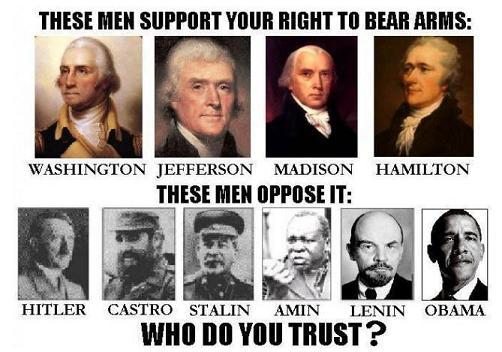 THESE MEN SUPPORT YOUR RIGHT TO BEAR ARMS:
WASHINGTON JEFFERSON MADISON HAMILTON
THESE MEN OPPOSE IT:
HITLER CASTRO STALIN AMIN LENIN OBAMA
WHO DO YOU TRUST?